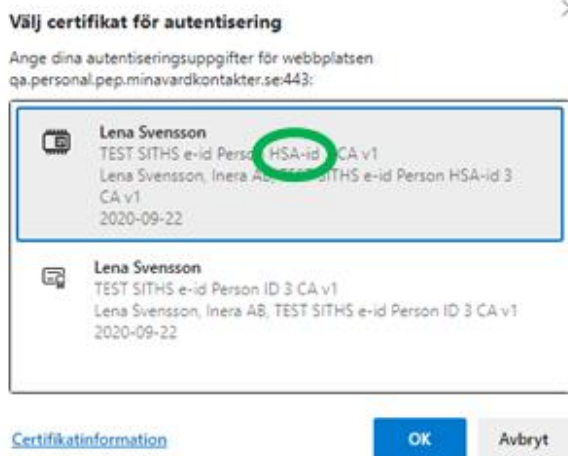 Välj certifikat för autentisering
Ange dina autentiseringsuppgifter för webbplatsen
qa.personal.pep.minavardkontakter.se:443:
Lena Svensson
TEST SITHS e-id Person HSA-id CA v1
Lena Svensson, Inera AB, TEST SITHS e-id Person HSA-id 3
CA v1
2020-09-22
Lena Svensson
TEST SITHS e-id Person ID 3 CA v1
Lena Svensson, Inera AB, TEST SITHS e-id Person ID 3 CA v1
2020-09-22
Certifikatinformation
OK
Avbryt